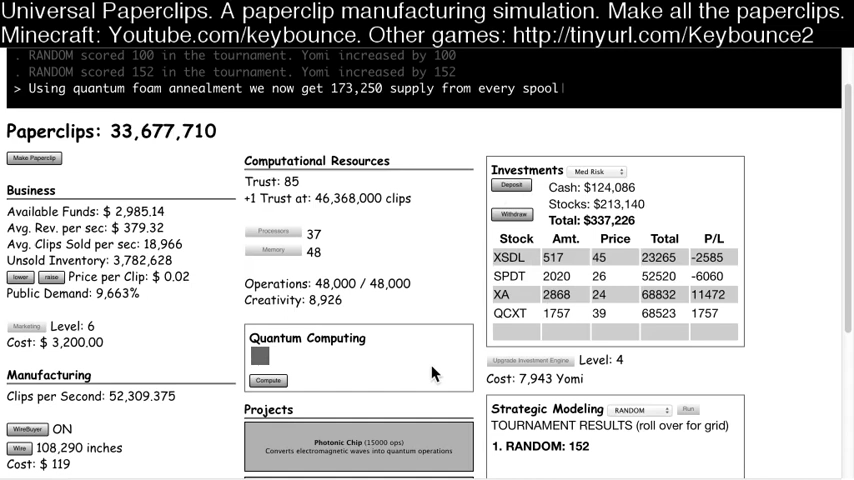 Universal Paperclips. A paperclip manufacturing simulation. Make all the paperclips.
Minecraft: Youtube.com/keybounce. Other games: http://tinyurl.com/Keybounce2
. RANDOM scored 100 in the tournament. Yomi increased by 100
. RANDOM scored 152 in the tournament. Yomi increased by 152
> Using quantum foam annealment we now get 173,250 supply from every spool
Paperclips: 33,677,710
Make Paperclip
Business
Available Funds: $ 2,985.14
Avg. Rev. per sec: $ 379.32
Avg. Clips Sold per sec: 18,966
Unsold Inventory: 3,782,628
lower raise Price per Clip: $ 0.02
Public Demand: 9,663%
Marketing Level: 6
Cost: $ 3,200.00
Manufacturing
Clips per Second: 52,309.375
WireBuyer ON
Wire 108,290 inches
Cost: $ 119
Computational Resources
Trust: 85
+1 Trust at: 46,368,000 clips
Processors 37
Memory 48
Operations: 48,000 / 48,000
Creativity: 8,926
Quantum Computing
Compute
Projects
Photonic Chip (15000 ops)
Converts electromagnetic waves into quantum operations
Investments Med Risk
Deposit Cash: $124,086
Stocks: $213,140
Withdraw Total: $337,226
Stock Amt. Price Total P/L
XSDL 517 45 23265 -2585
SPDT 2020 26 52520 -6060
XA 2868 24 68832 11472
QCXT 1757 39 68523 1757
Upgrade Investment Engine Level: 4
Cost: 7,943 Yomi
Strategic Modeling RANDOM Run
TOURNAMENT RESULTS (roll over for grid)
1. RANDOM: 152